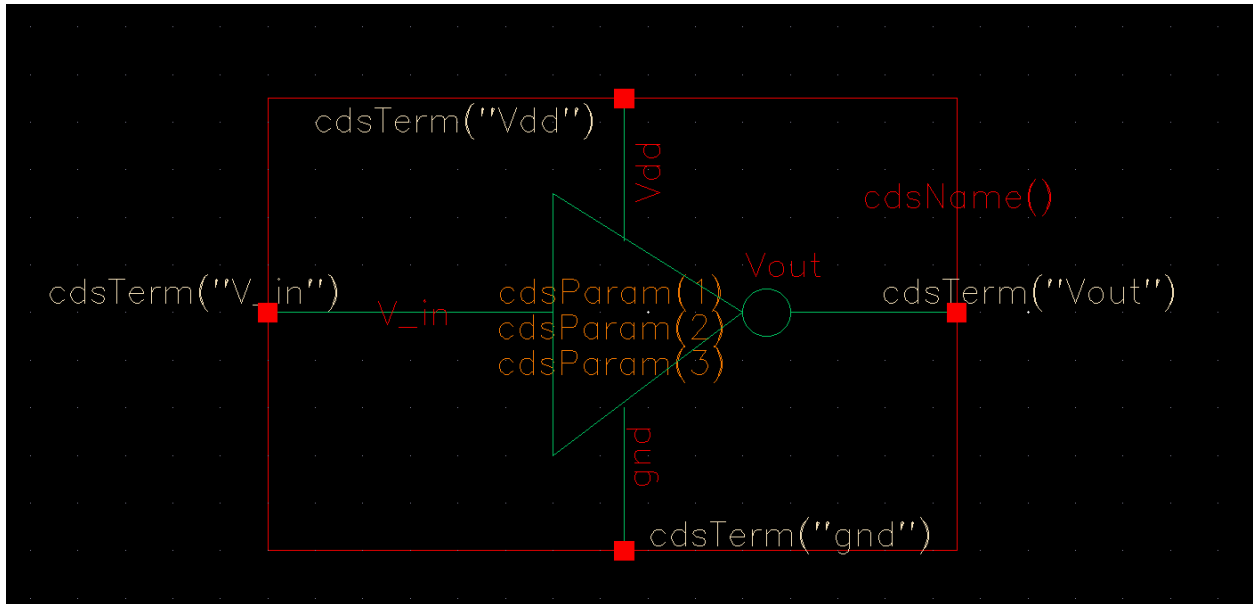 cdsTerm("Vdd")
Vdd
cdsName()
cdsTerm("V_in")
V_in
cdsParam(1)
cdsParam(2)
cdsParam(3)
Vout
cdsTerm("Vout")
gnd
cdsTerm("gnd")